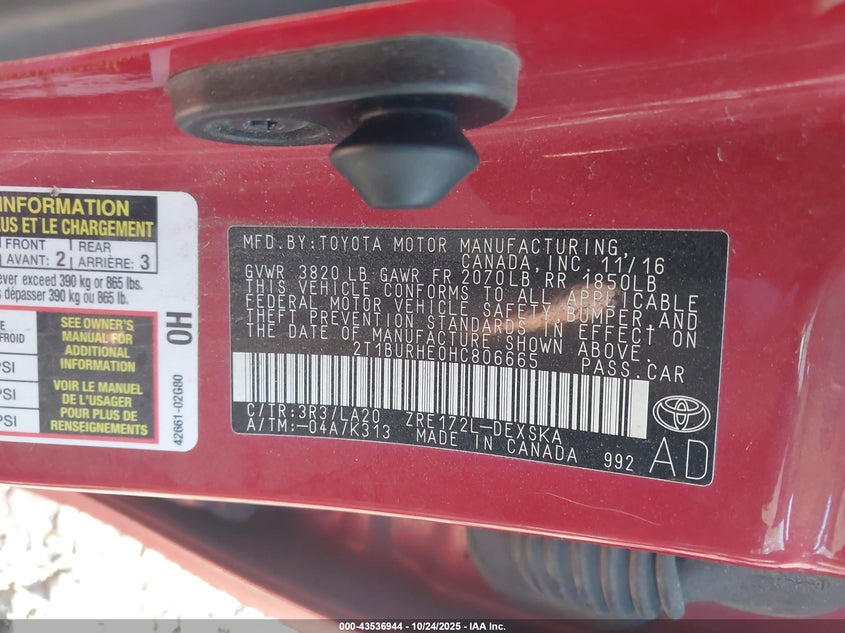 INFORMATION
US ET LE CHARGEMENT
FRONT
AVANT: 2
REAR
ARRIÈRE: 3
ever exceed 390 kg or 865 lbs.
s dépasser 390 kg ou 865 lb.
FROID
PSI
PSI
PSI
SEE OWNER'S
MANUAL FOR
ADDITIONAL
INFORMATION
VOIR LE MANUEL
DE L'USAGER
POUR PLUS DE
RENSEIGNEMENTS
0H
42661-02G80
MFD.BY:TOYOTA MOTOR MANUFACTURING
CANADA, INC. 11/16
GVWR 3820 LB GAWR FR 2070LB RR 1850LB
THIS VEHICLE CONFORMS TO ALL APPLICABLE
FEDERAL MOTOR VEHICLE SAFETY, BUMPER, AND
THEFT PREVENTION STANDARDS IN EFFECT ON
THE DATE OF MANUFACTURE SHOWN ABOVE.
2T1BURHE0HC806665 PASS.CAR
C/TR:3R3/LA20 ZRE172L-DEXSKA
A/TM:-04A/K313 MADE IN CANADA 992
AD
000-43536944 - 10/24/2025 - IAA Inc.